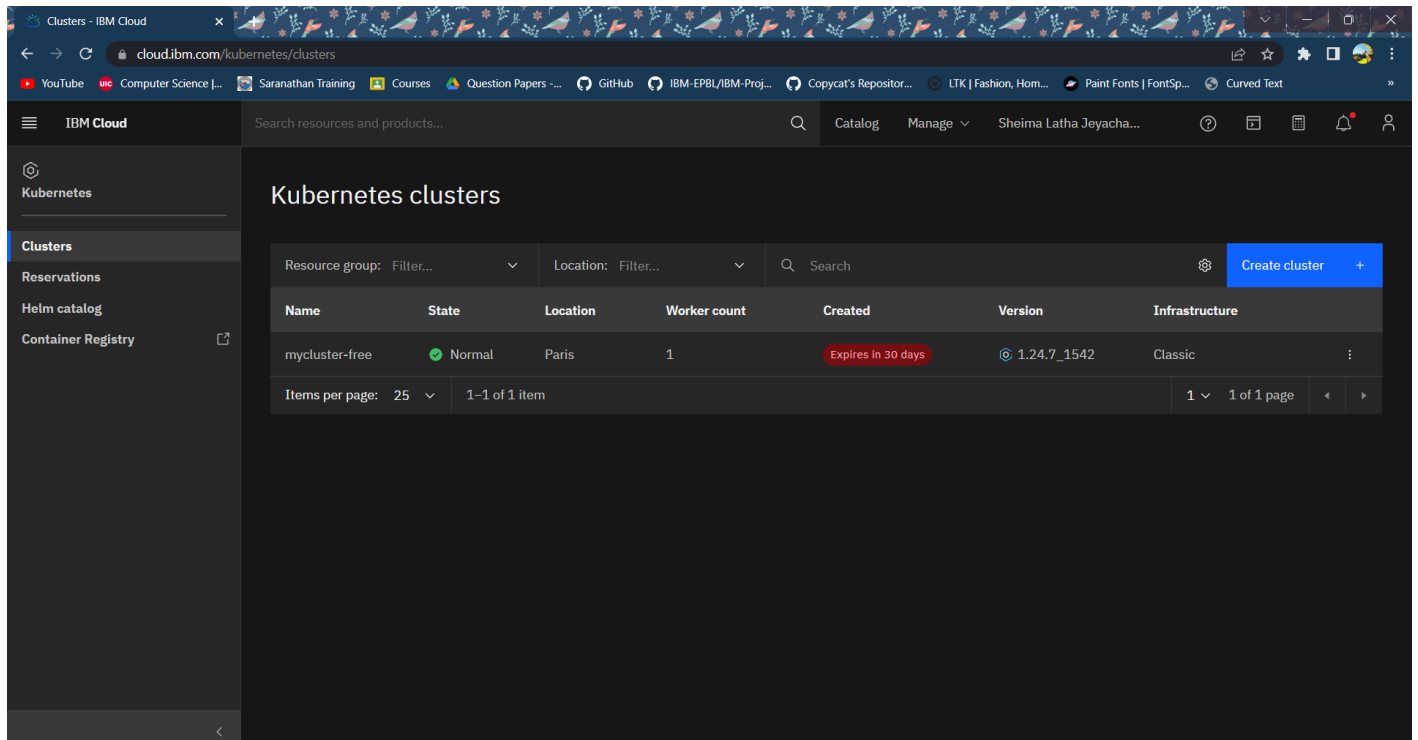 Clusters - IBM Cloud
cloud.ibm.com/kubernetes/clusters
YouTube UIC Computer Science |... Saranathan Training Courses Question Papers -... GitHub IBM-EPBL/IBM-Proj... Copycat's Repositor... LTK | Fashion, Hom... Paint Fonts | FontSp... Curved Text »
IBM Cloud Search resources and products... Catalog Manage Sheima Latha Jeyacha...
Kubernetes
Clusters
Reservations
Helm catalog
Container Registry
Kubernetes clusters
Resource group: Filter... Location: Filter... Search Create cluster +
Name State Location Worker count Created Version Infrastructure
mycluster-free Normal Paris 1 Expires in 30 days 1.24.7_1542 Classic
Items per page: 25 1–1 of 1 item 1 1 of 1 page